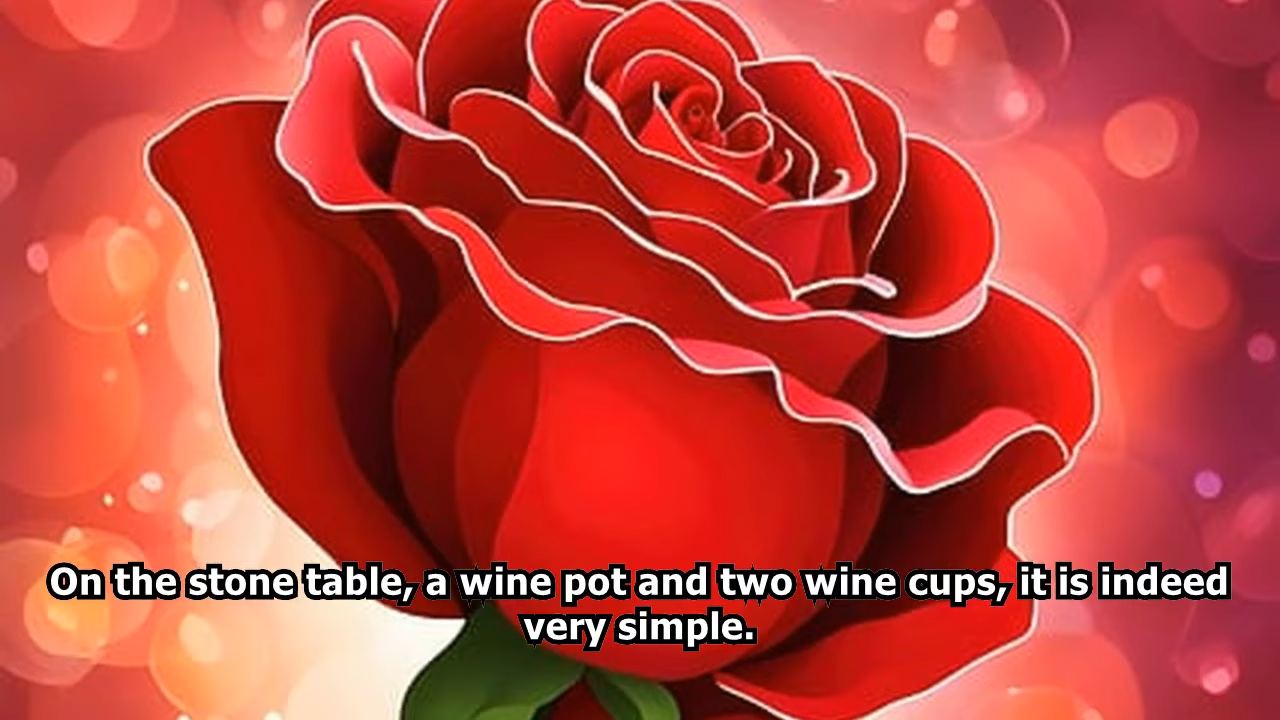 On the stone table, a wine pot and two wine cups, it is indeed
very simple.